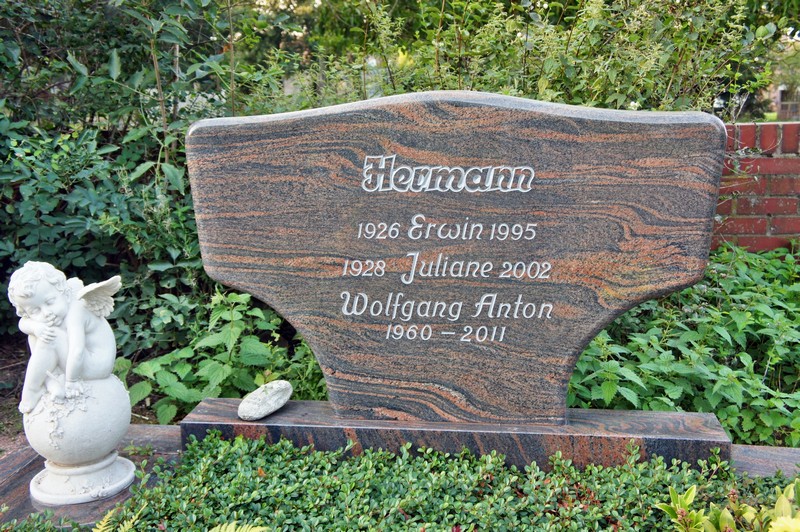 Hermann
1926 Erwin 1995
1928 Juliane 2002
Wolfgang Anton
1960 – 2011